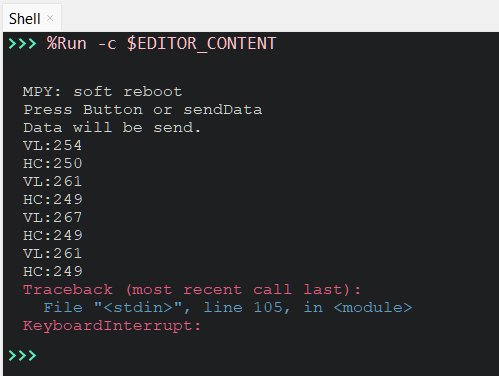 Shell ×
>>> %Run -c $EDITOR_CONTENT
MPY: soft reboot
Press Button or sendData
Data will be send.
VL:254
HC:250
VL:261
HC:249
VL:267
HC:249
VL:261
HC:249
Traceback (most recent call last):
  File "<stdin>", line 105, in <module>
KeyboardInterrupt:
>>>